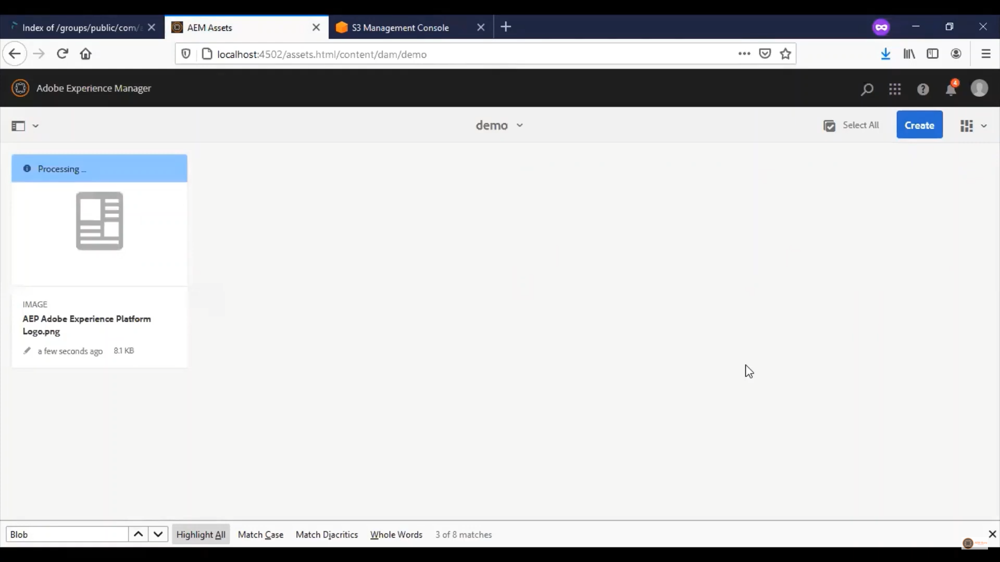 Index of /groups/public/com/
AEM Assets
S3 Management Console
localhost:4502/assets.html/content/dam/demo
Adobe Experience Manager
4
demo
Select All
Create
Processing ...
IMAGE
AEP Adobe Experience Platform
Logo.png
a few seconds ago 8.1 KB
Blob
Highlight All
Match Case
Match Diacritics
Whole Words
3 of 8 matches